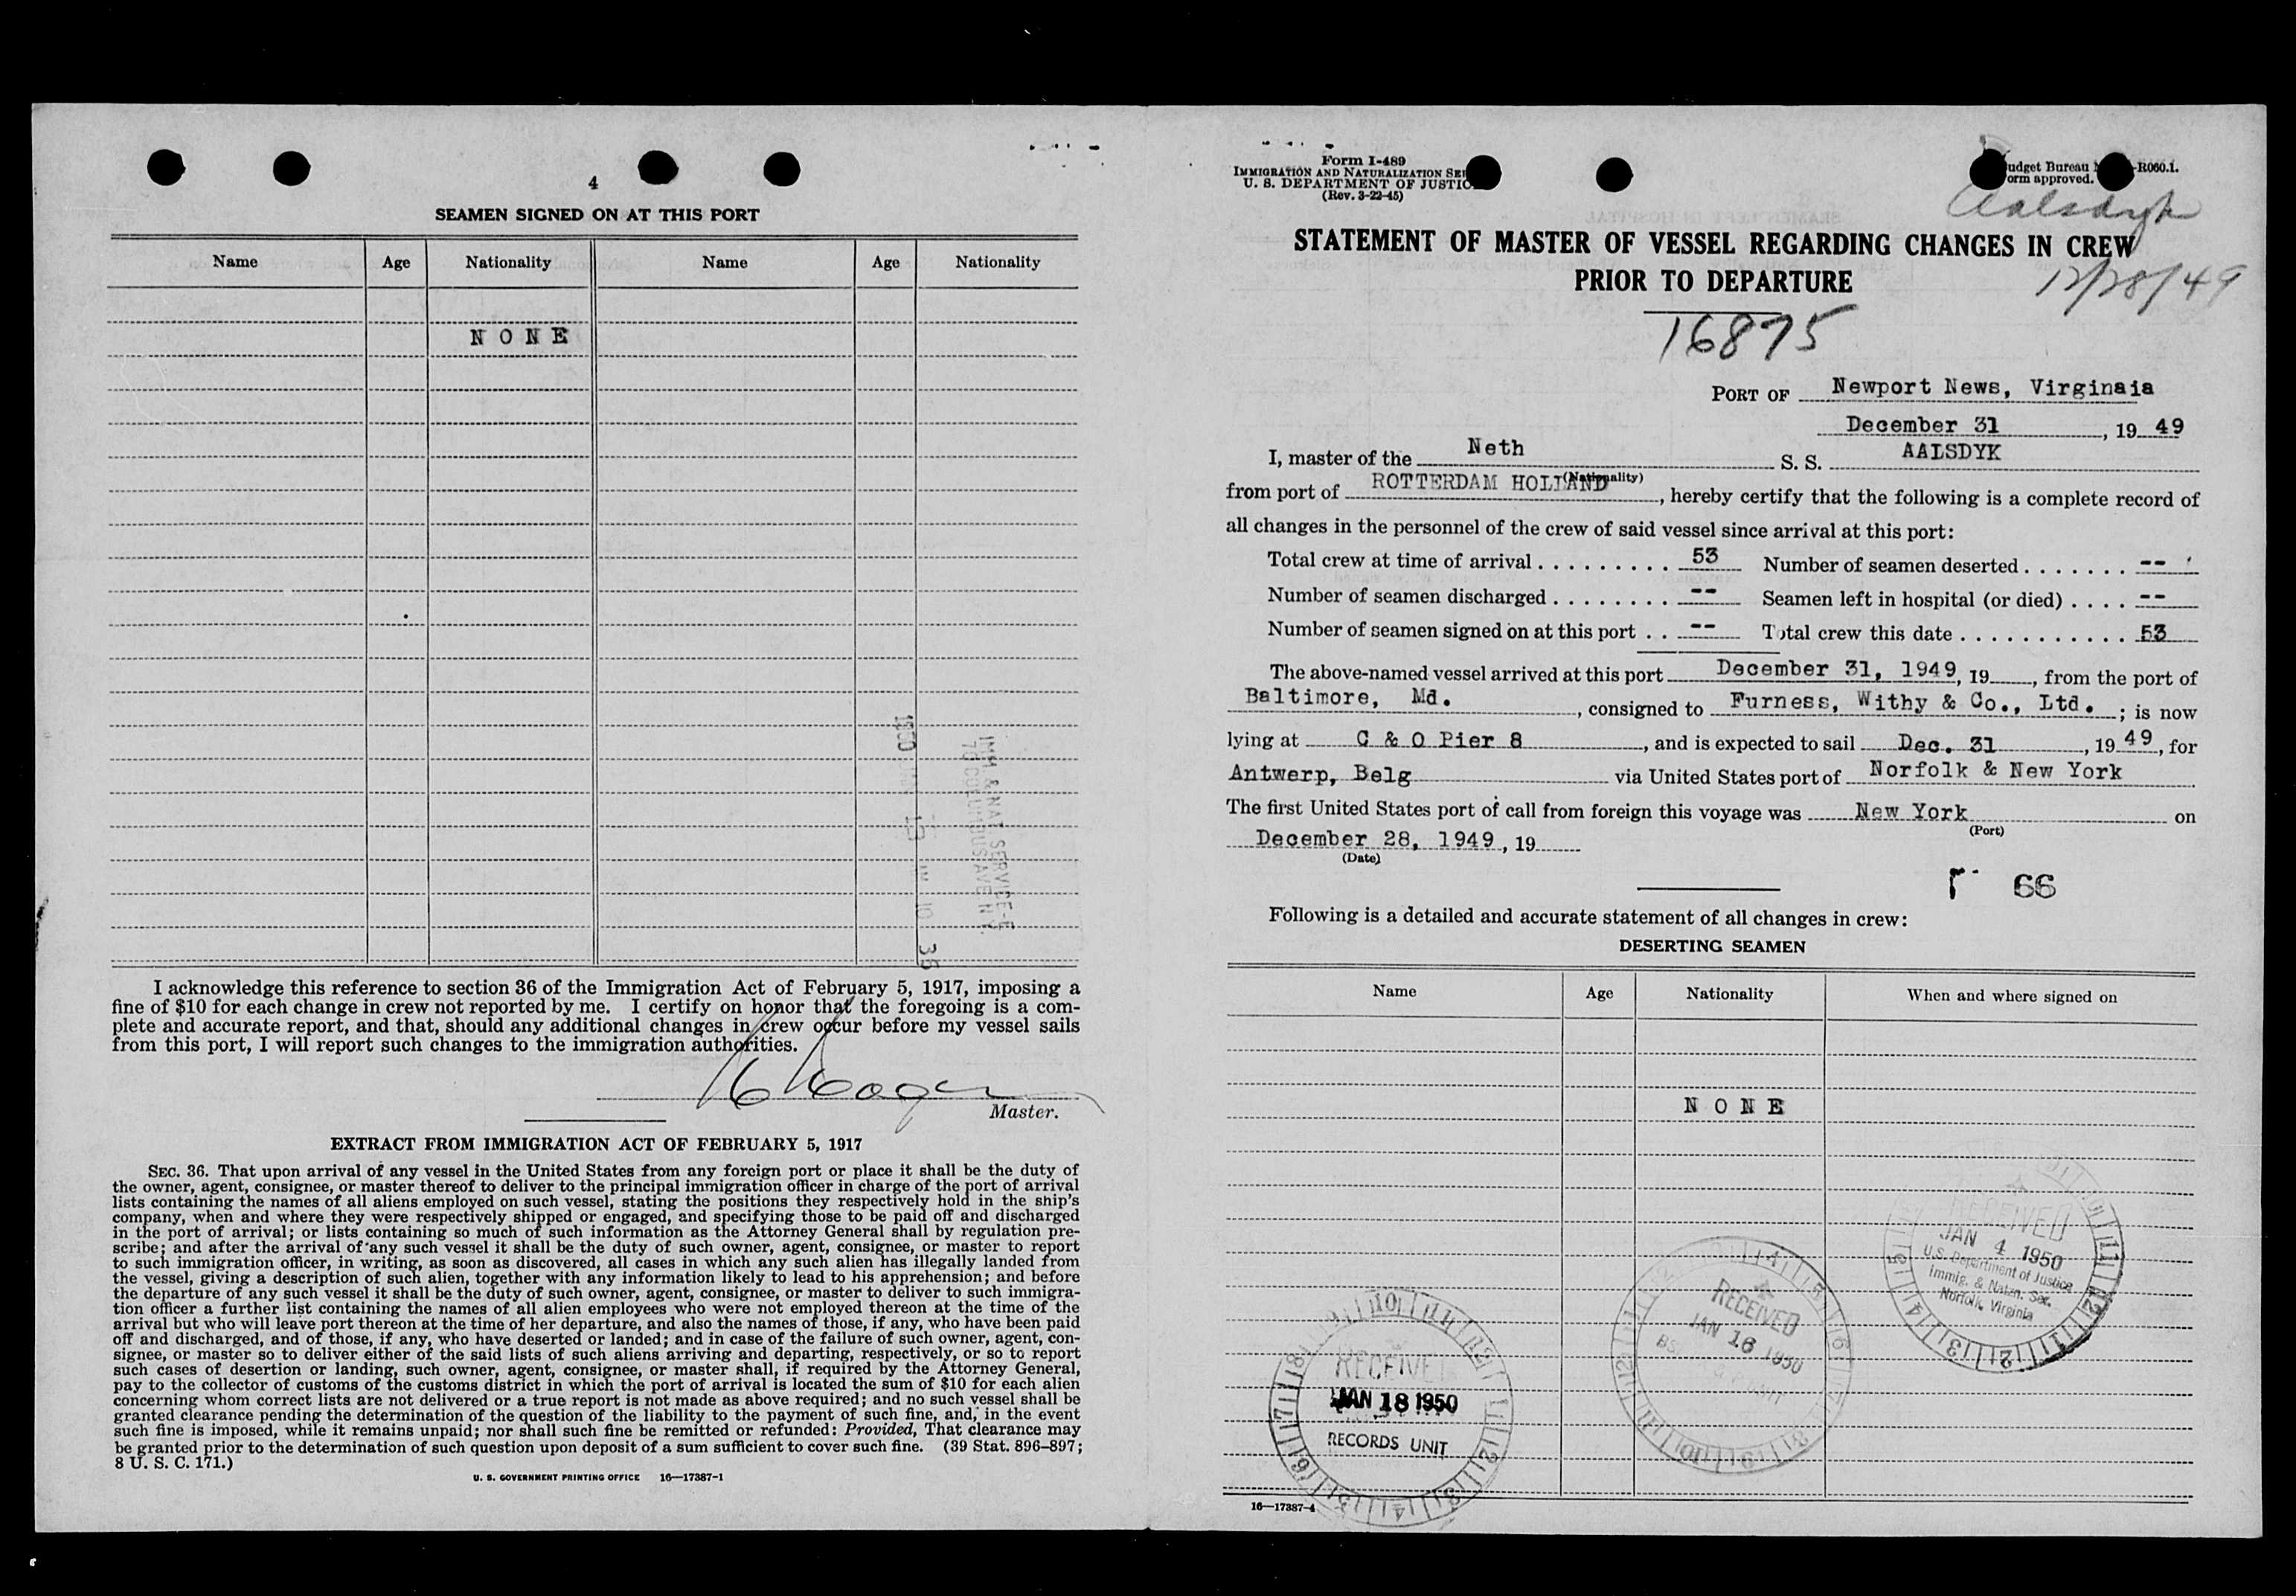 4
SEAMEN SIGNED ON AT THIS PORT
Name Age Nationality Name Age Nationality
N O N E
IMM & NAT SERVICE
70 COLUMBUS AVE N.Y.
I acknowledge this reference to section 36 of the Immigration Act of February 5, 1917, imposing a
fine of $10 for each change in crew not reported by me. I certify on honor that the foregoing is a com-
plete and accurate report, and that, should any additional changes in crew occur before my vessel sails
from this port, I will report such changes to the immigration authorities.
Master.
EXTRACT FROM IMMIGRATION ACT OF FEBRUARY 5, 1917
SEC. 36. That upon arrival of any vessel in the United States from any foreign port or place it shall be the duty of
the owner, agent, consignee, or master thereof to deliver to the principal immigration officer in charge of the port of arrival
lists containing the names of all aliens employed on such vessel, stating the positions they respectively hold in the ship's
company, when and where they were respectively shipped or engaged, and specifying those to be paid off and discharged
in the port of arrival; or lists containing so much of such information as the Attorney General shall by regulation pre-
scribe; and after the arrival of any such vessel it shall be the duty of such owner, agent, consignee, or master to report
to such immigration officer, in writing, as soon as discovered, all cases in which any such alien has illegally landed from
the vessel, giving a description of such alien, together with any information likely to lead to his apprehension; and before
the departure of any such vessel it shall be the duty of such owner, agent, consignee, or master to deliver to such immigra-
tion officer a further list containing the names of all alien employees who were not employed thereon at the time of the
arrival but who will leave port thereon at the time of her departure, and also the names of those, if any, who have been paid
off and discharged, and of those, if any, who have deserted or landed; and in case of the failure of such owner, agent, con-
signee, or master so to deliver either of the said lists of such aliens arriving and departing, respectively, or so to report
such cases of desertion or landing, such owner, agent, consignee, or master shall, if required by the Attorney General,
pay to the collector of customs of the customs district in which the port of arrival is located the sum of $10 for each alien
concerning whom correct lists are not delivered or a true report is not made as above required; and no such vessel shall be
granted clearance pending the determination of the question of the liability to the payment of such fine, and, in the event
such fine is imposed, while it remains unpaid; nor shall such fine be remitted or refunded: Provided, That clearance may
be granted prior to the determination of such question upon deposit of a sum sufficient to cover such fine. (39 Stat. 896–897;
8 U. S. C. 171.)
U. S. GOVERNMENT PRINTING OFFICE 16—17387-1
Form I-489
IMMIGRATION AND NATURALIZATION SER
U. S. DEPARTMENT OF JUSTIC
(Rev. 3-22-45)
udget Bureau -R060.1.
orm approved.
Aalsdyk
STATEMENT OF MASTER OF VESSEL REGARDING CHANGES IN CREW
PRIOR TO DEPARTURE
12/28/49
16875
PORT OF Newport News, Virginaia
December 31, 19 49
I, master of the Neth S. S. AALSDYK
(Nationality)
from port of ROTTERDAM HOLLAND, hereby certify that the following is a complete record of
all changes in the personnel of the crew of said vessel since arrival at this port:
Total crew at time of arrival . . . . . . . . . 53 Number of seamen deserted . . . . . . . --
Number of seamen discharged . . . . . . . . -- Seamen left in hospital (or died) . . . . --
Number of seamen signed on at this port . . -- Total crew this date . . . . . . . . . . . 53
The above-named vessel arrived at this port December 31, 1949, 19 , from the port of
Baltimore, Md. , consigned to Furness, Withy & Co., Ltd. ; is now
lying at C & O Pier 8 , and is expected to sail Dec. 31 , 19 49, for
Antwerp, Belg via United States port of Norfolk & New York
The first United States port of call from foreign this voyage was New York on
(Port)
December 28, 1949, 19
(Date)
66
Following is a detailed and accurate statement of all changes in crew:
DESERTING SEAMEN
Name Age Nationality When and where signed on
N O N E
RECEIVED
JAN 4 1950
U.S. Department of Justice
Immig. & Natzn. Ser.
Norfolk, Virginia
RECEIVED
JAN 16 1950
RECEIVED
JAN 18 1950
RECORDS UNIT
16—17387-4